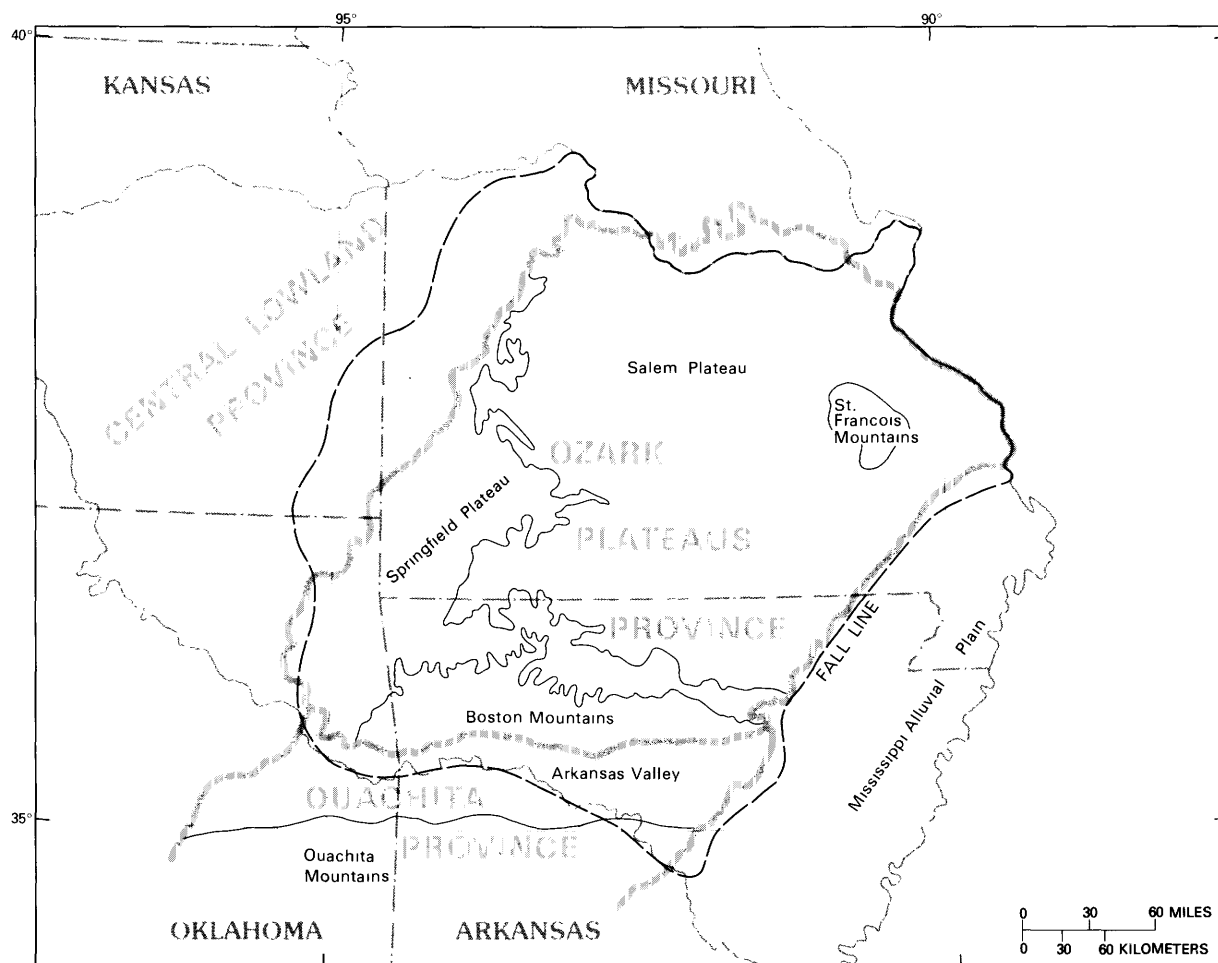 95°
90°
40°
KANSAS
MISSOURI
CENTRAL LOWLAND
PROVINCE
Salem Plateau
St.
Francois
Mountains
OZARK
Springfield Plateau
PLATEAUS
PROVINCE
FALL LINE
Plain
Mississippi Alluvial
Boston Mountains
Arkansas Valley
OUACHITA
35°
PROVINCE
Ouachita
Mountains
OKLAHOMA
ARKANSAS
0 30 60 MILES
0 30 60 KILOMETERS